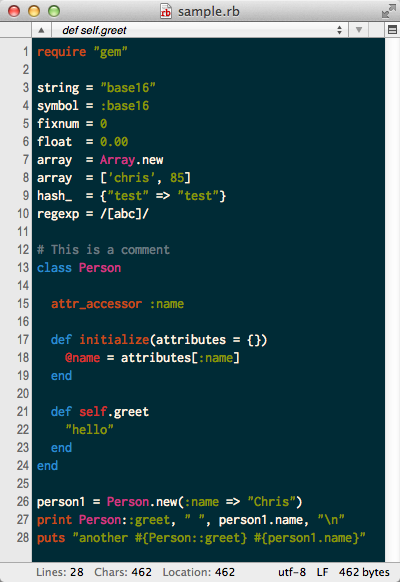 rb sample.rb
def self.greet
1 require "gem"
2
3 string = "base16"
4 symbol = :base16
5 fixnum = 0
6 float  = 0.00
7 array  = Array.new
8 array  = ['chris', 85]
9 hash_  = {"test" => "test"}
10 regexp = /[abc]/
11
12 # This is a comment
13 class Person
14
15   attr_accessor :name
16
17   def initialize(attributes = {})
18     @name = attributes[:name]
19   end
20
21   def self.greet
22     "hello"
23   end
24 end
25
26 person1 = Person.new(:name => "Chris")
27 print Person::greet, " ", person1.name, "\n"
28 puts "another #{Person::greet} #{person1.name}"
Lines: 28 Chars: 462 Location: 462 utf-8 LF 462 bytes